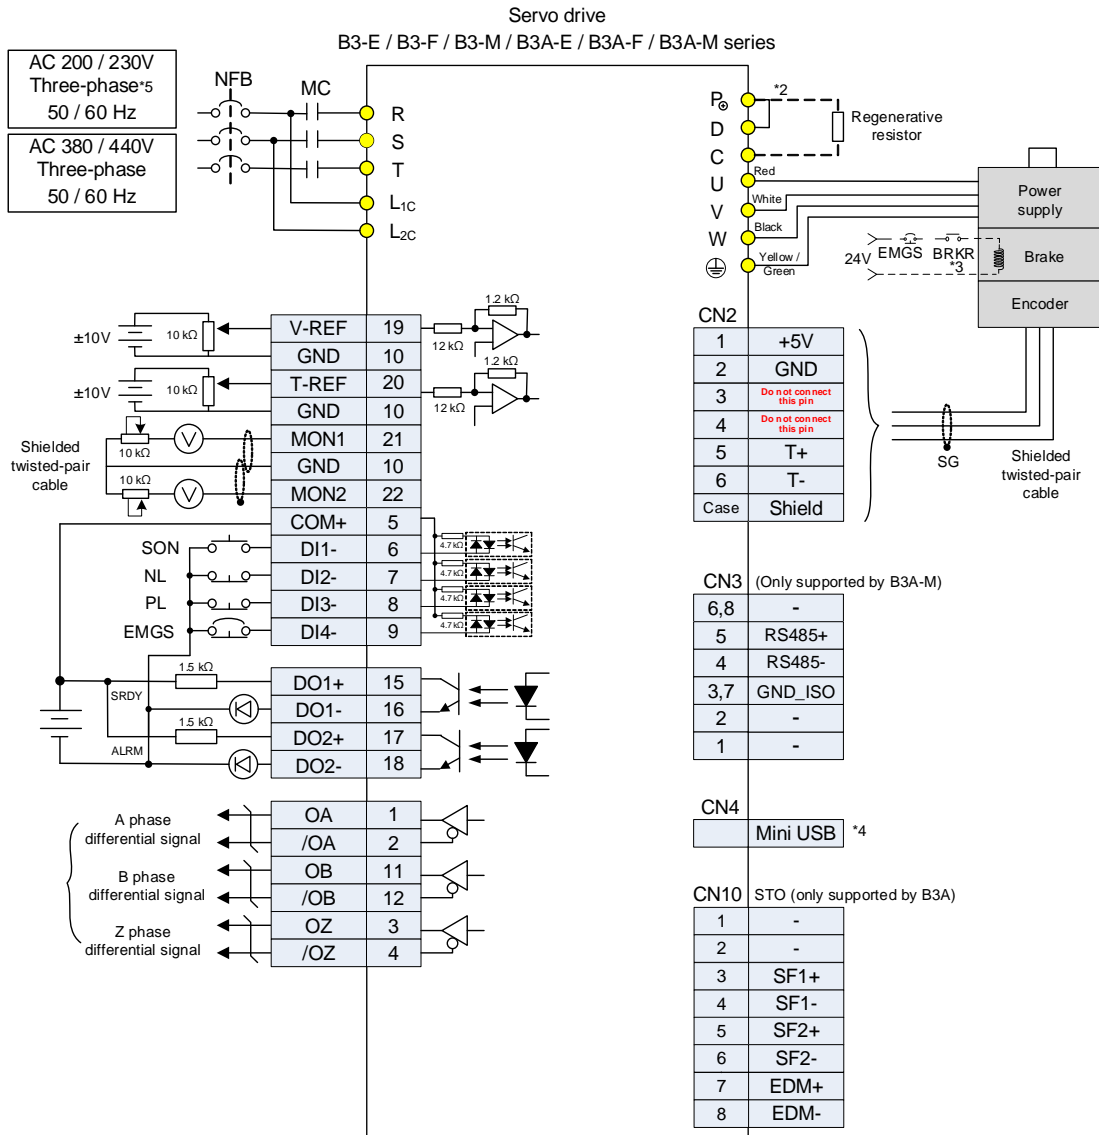 Servo drive
B3-E / B3-F / B3-M / B3A-E / B3A-F / B3A-M series
AC 200 / 230V
Three-phase*5
50 / 60 Hz
AC 380 / 440V
Three-phase
50 / 60 Hz
NFB
MC
R
S
T
L1C
L2C
P⊕
D
C
U
V
W
*2
Regenerative
resistor
Red
White
Black
Yellow /
Green
24V
EMGS
BRKR
*3
Power
supply
Brake
Encoder
±10V
10 kΩ
V-REF 19
GND 10
12 kΩ
1.2 kΩ
±10V
10 kΩ
T-REF 20
GND 10
12 kΩ
1.2 kΩ
Shielded
twisted-pair
cable
10 kΩ
V
MON1 21
GND 10
10 kΩ
V
MON2 22
COM+ 5
SON
DI1- 6
4.7 kΩ
NL
DI2- 7
4.7 kΩ
PL
DI3- 8
4.7 kΩ
EMGS
DI4- 9
4.7 kΩ
1.5 kΩ
SRDY
DO1+ 15
DO1- 16
1.5 kΩ
ALRM
DO2+ 17
DO2- 18
A phase
differential signal
OA 1
/OA 2
B phase
differential signal
OB 11
/OB 12
Z phase
differential signal
OZ 3
/OZ 4
CN2
1 +5V
2 GND
3 Do not connect
this pin
4 Do not connect
this pin
5 T+
6 T-
Case Shield
SG
Shielded
twisted-pair
cable
CN3 (Only supported by B3A-M)
6,8 -
5 RS485+
4 RS485-
3,7 GND_ISO
2 -
1 -
CN4
Mini USB *4
CN10 STO (only supported by B3A)
1 -
2 -
3 SF1+
4 SF1-
5 SF2+
6 SF2-
7 EDM+
8 EDM-